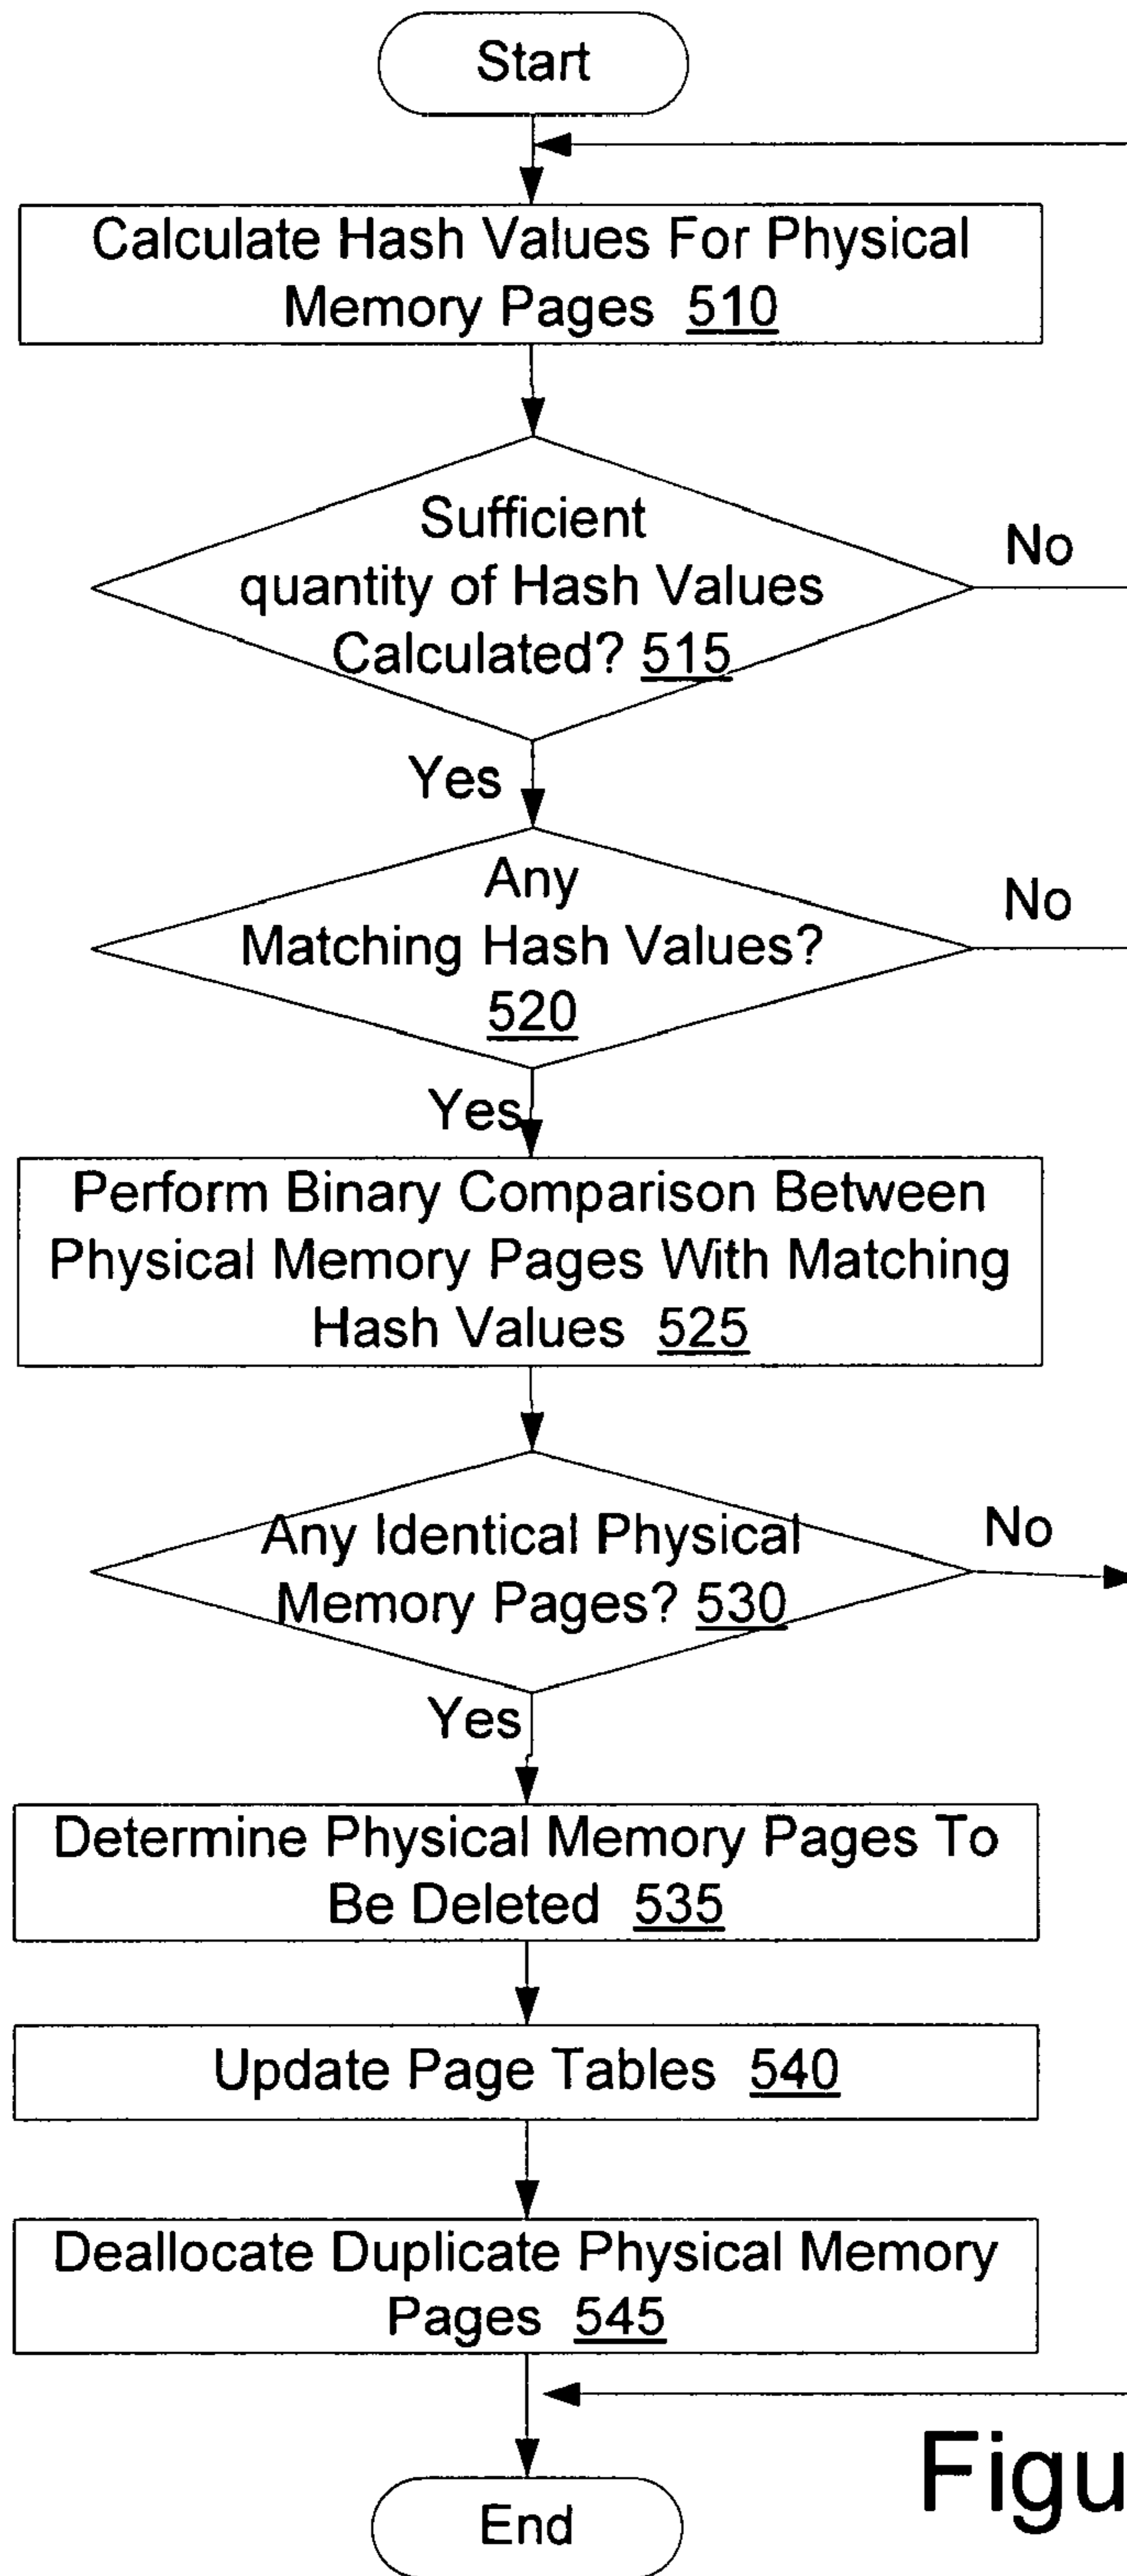 Start
Calculate Hash Values For Physical
Memory Pages 510
Sufficient
quantity of Hash Values
Calculated? 515
No
Yes
Any
Matching Hash Values?
520
No
Yes
Perform Binary Comparison Between
Physical Memory Pages With Matching
Hash Values 525
Any Identical Physical
Memory Pages? 530
No
Yes
Determine Physical Memory Pages To
Be Deleted 535
Update Page Tables 540
Deallocate Duplicate Physical Memory
Pages 545
Figu
End